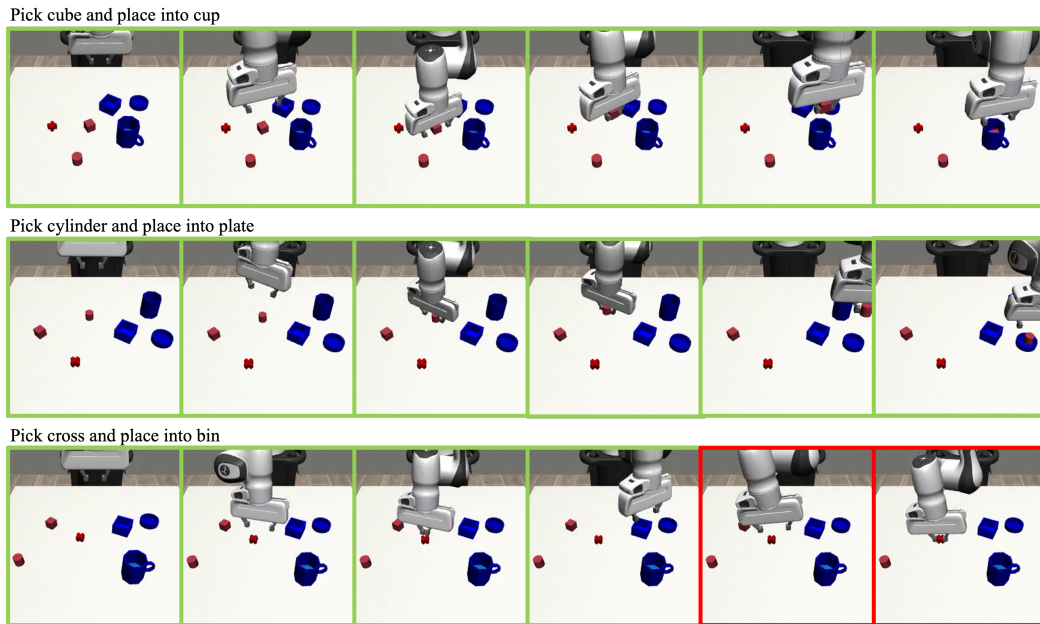 Pick cube and place into cup
Pick cylinder and place into plate
Pick cross and place into bin